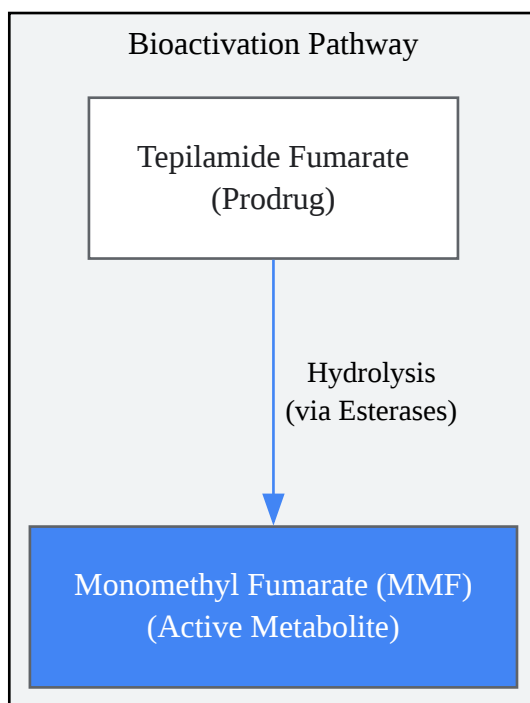 Bioactivation Pathway
Tepilamide Fumarate
(Prodrug)
Hydrolysis
(via Esterases)
Monomethyl Fumarate (MMF)
(Active Metabolite)